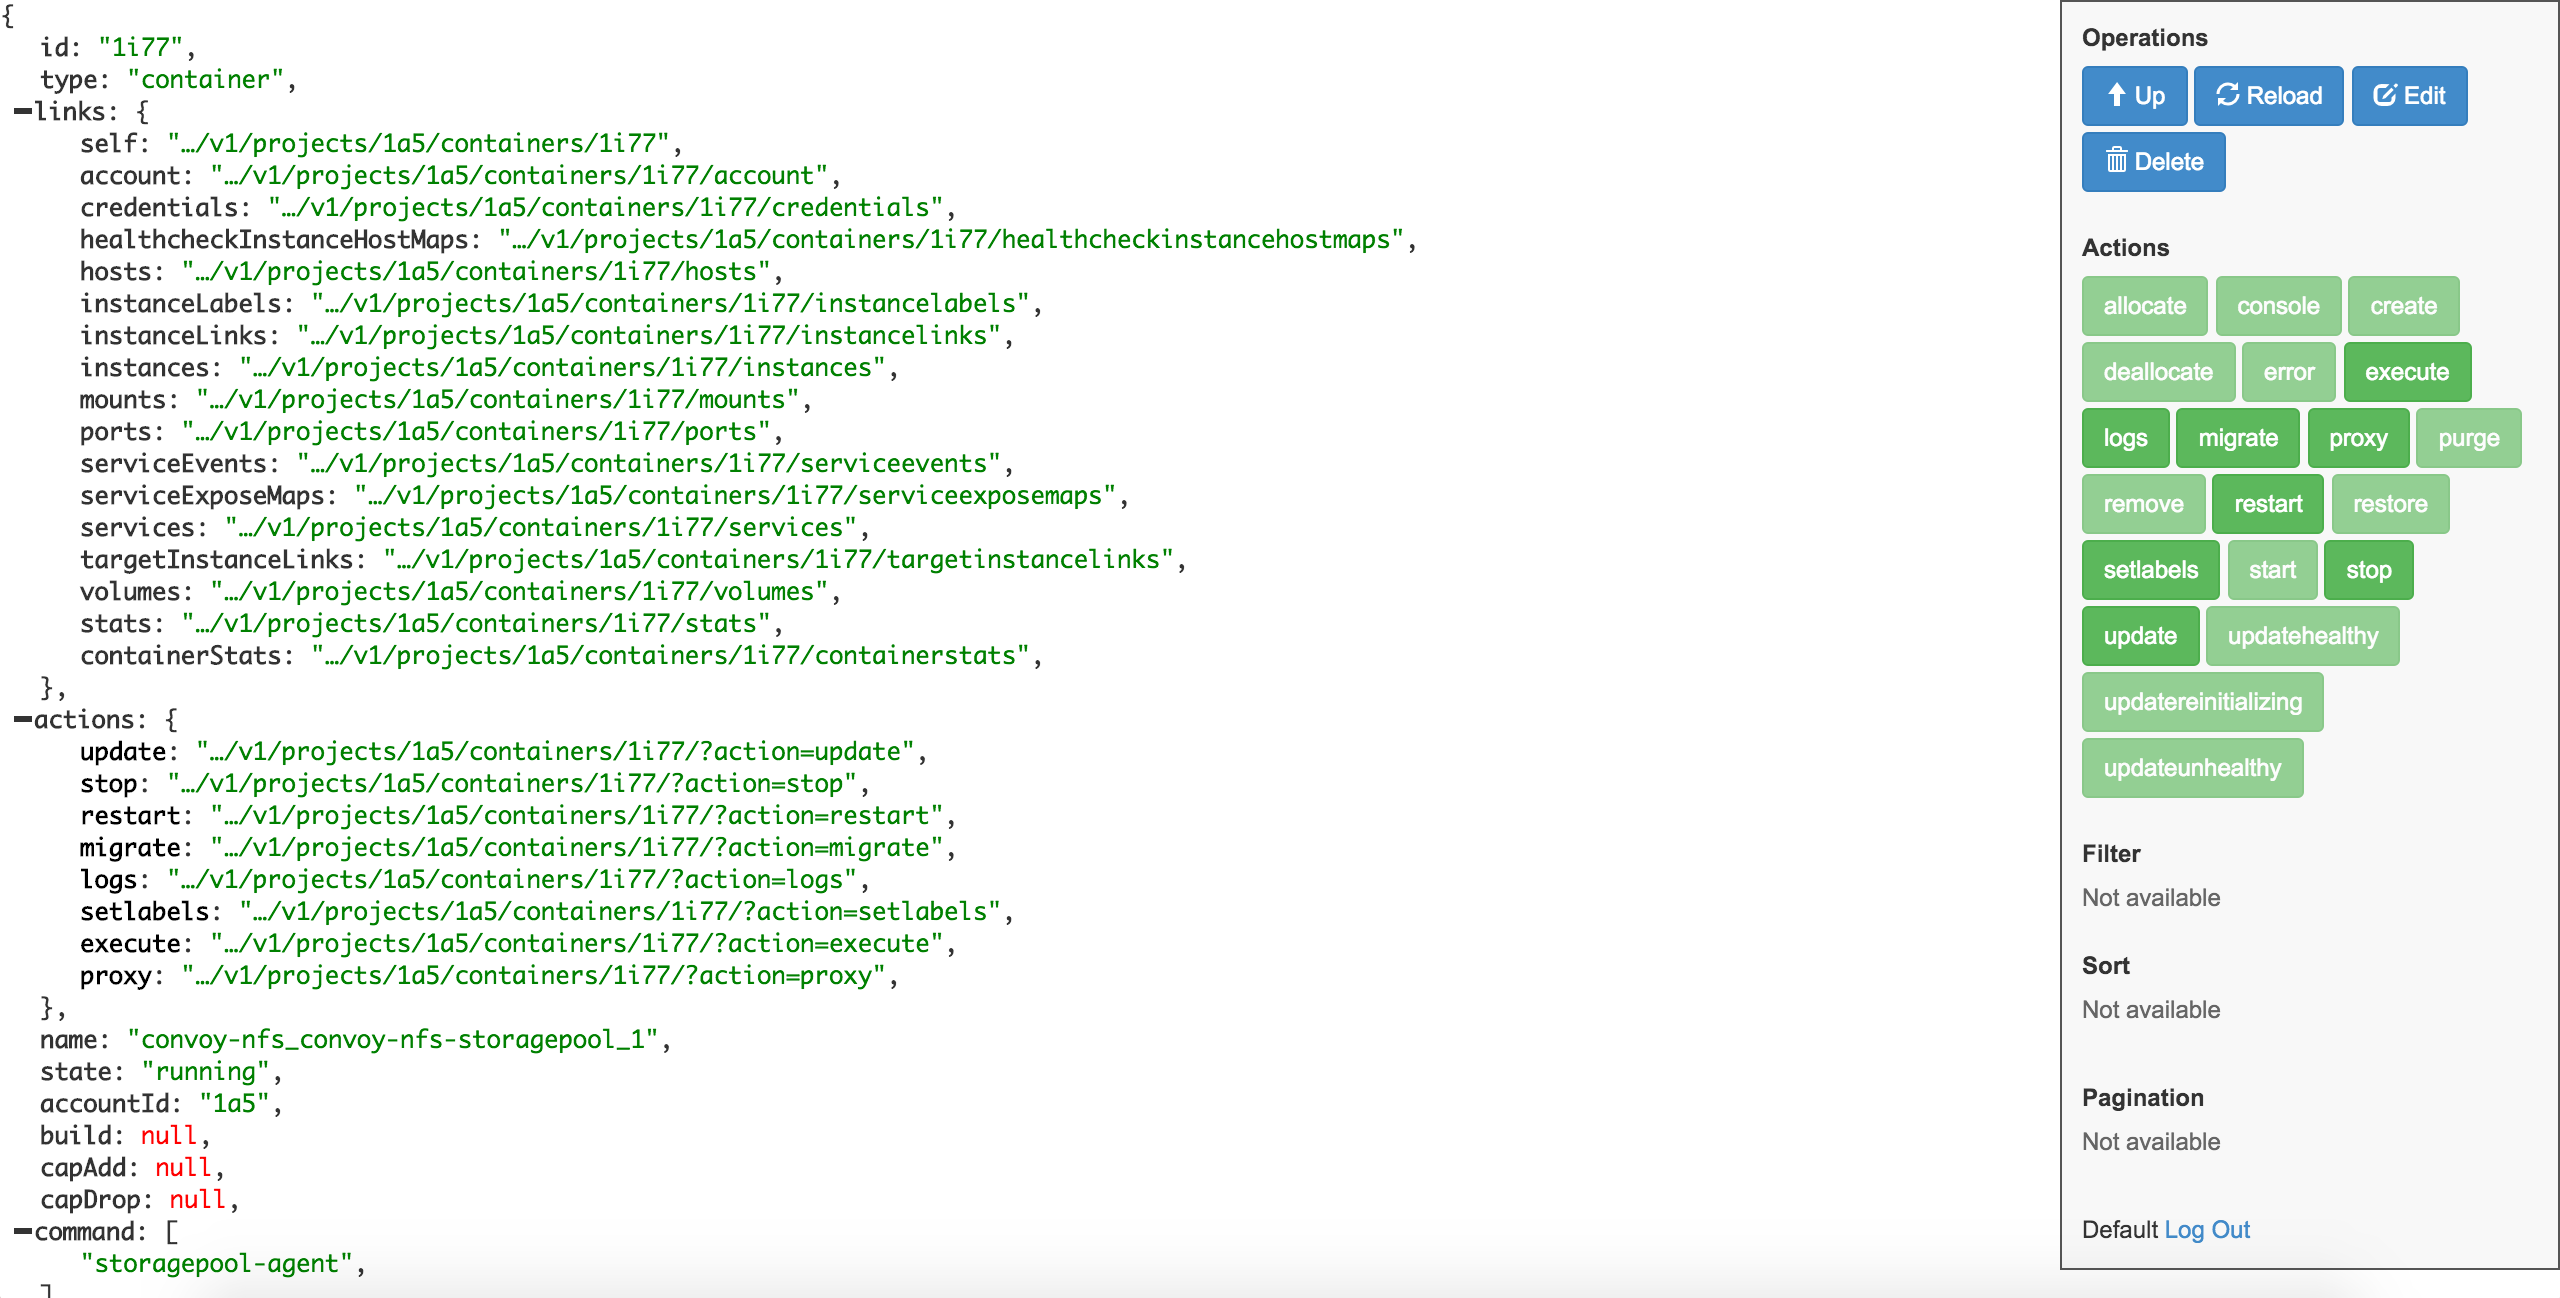 {
id: "1i77",
type: "container",
links: {
self: "…/v1/projects/1a5/containers/1i77",
account: "…/v1/projects/1a5/containers/1i77/account",
credentials: "…/v1/projects/1a5/containers/1i77/credentials",
healthcheckInstanceHostMaps: "…/v1/projects/1a5/containers/1i77/healthcheckinstancehostmaps",
hosts: "…/v1/projects/1a5/containers/1i77/hosts",
instanceLabels: "…/v1/projects/1a5/containers/1i77/instancelabels",
instanceLinks: "…/v1/projects/1a5/containers/1i77/instancelinks",
instances: "…/v1/projects/1a5/containers/1i77/instances",
mounts: "…/v1/projects/1a5/containers/1i77/mounts",
ports: "…/v1/projects/1a5/containers/1i77/ports",
serviceEvents: "…/v1/projects/1a5/containers/1i77/serviceevents",
serviceExposeMaps: "…/v1/projects/1a5/containers/1i77/serviceexposemaps",
services: "…/v1/projects/1a5/containers/1i77/services",
targetInstanceLinks: "…/v1/projects/1a5/containers/1i77/targetinstancelinks",
volumes: "…/v1/projects/1a5/containers/1i77/volumes",
stats: "…/v1/projects/1a5/containers/1i77/stats",
containerStats: "…/v1/projects/1a5/containers/1i77/containerstats",
},
actions: {
update: "…/v1/projects/1a5/containers/1i77/?action=update",
stop: "…/v1/projects/1a5/containers/1i77/?action=stop",
restart: "…/v1/projects/1a5/containers/1i77/?action=restart",
migrate: "…/v1/projects/1a5/containers/1i77/?action=migrate",
logs: "…/v1/projects/1a5/containers/1i77/?action=logs",
setlabels: "…/v1/projects/1a5/containers/1i77/?action=setlabels",
execute: "…/v1/projects/1a5/containers/1i77/?action=execute",
proxy: "…/v1/projects/1a5/containers/1i77/?action=proxy",
},
name: "convoy-nfs_convoy-nfs-storagepool_1",
state: "running",
accountId: "1a5",
build: null,
capAdd: null,
capDrop: null,
command: [
"storagepool-agent",
]
Operations
Up Reload Edit
Delete
Actions
allocate console create
deallocate error execute
logs migrate proxy purge
remove restart restore
setlabels start stop
update updatehealthy
updatereinitializing
updateunhealthy
Filter
Not available
Sort
Not available
Pagination
Not available
Default Log Out